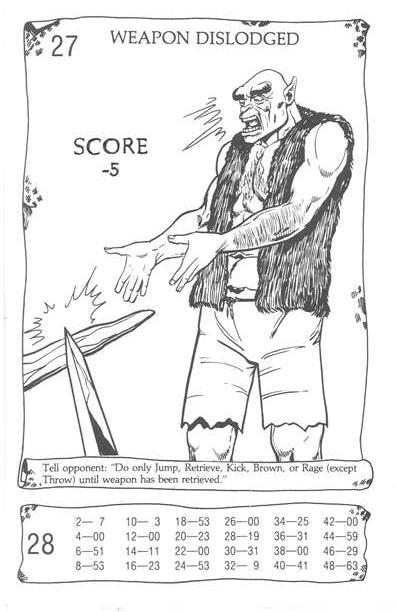 27 WEAPON DISLODGED
SCORE
-5
Tell opponent: "Do only Jump, Retrieve, Kick, Brown, or Rage (except
Throw) until weapon has been retrieved."
28
2— 7 10— 3 18—53 26—00 34—25 42—00
4—00 12—00 20—23 28—19 36—31 44—59
6—51 14—11 22—00 30—31 38—00 46—29
8—53 16—23 24—53 32— 9 40—41 48—63